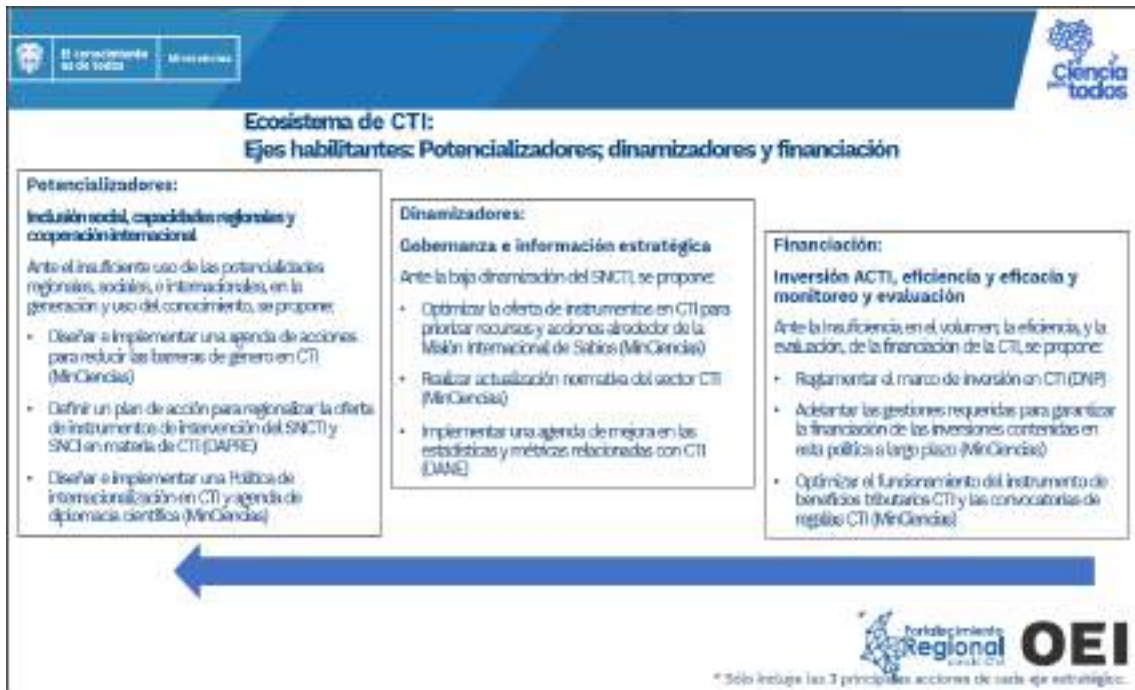 El conocimiento
es de todos
Minciencias
Ciencia
para
todos
Ecosistema de CTI:
Ejes habilitantes: Potencializadores; dinamizadores y financiación
Potencializadores:
Inclusión social, capacidades regionales y
cooperación internacional
Ante el insuficiente uso de las potencialidades
regionales, sociales, e internacionales, en la
generación y uso del conocimiento, se propone:
• Diseñar e implementar una agenda de acciones
para reducir las barreras de género en CTI
(MinCiencias)
• Definir un plan de acción para regionalizar la oferta
de instrumentos de intervención del SNCTI y
SNCI en materia de CTI (DAPRE)
• Diseñar e implementar una Política de
internacionalización en CTI y agenda de
diplomacia científica (MinCiencias)
Dinamizadores:
Gobernanza e información estratégica
Ante la baja dinamización del SNCTI, se propone:
• Optimizar la oferta de instrumentos en CTI para
priorizar recursos y acciones alrededor de la
Misión Internacional de Sabios (MinCiencias)
• Realizar actualización normativa del sector CTI
(MinCiencias)
• Implementar una agenda de mejora en las
estadísticas y métricas relacionadas con CTI
(DANE)
Financiación:
Inversión ACTI, eficiencia y eficacia y
monitoreo y evaluación
Ante la insuficiencia en el volumen, la eficiencia, y la
evaluación, de la financiación de la CTI, se propone:
• Reglamentar el marco de inversión en CTI (DNP)
• Adelantar las gestiones requeridas para garantizar
la financiación de las inversiones contenidas en
esta política a largo plazo (MinCiencias)
• Optimizar el funcionamiento del instrumento de
beneficios tributarios CTI y las convocatorias de
regalías CTI (MinCiencias)
Fortalecimiento
Regional
OEI
* Sólo incluye las 3 principales acciones de cada eje estratégico.